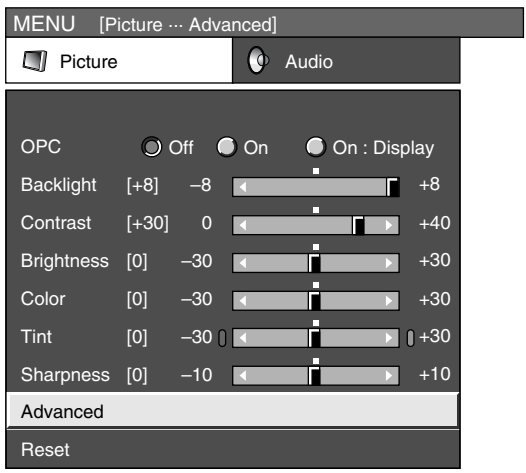 MENU [Picture ··· Advanced]
Picture Audio
OPC Off On On : Display
Backlight [+8] –8 +8
Contrast [+30] 0 +40
Brightness [0] –30 +30
Color [0] –30 +30
Tint [0] –30 +30
Sharpness [0] –10 +10
Advanced
Reset